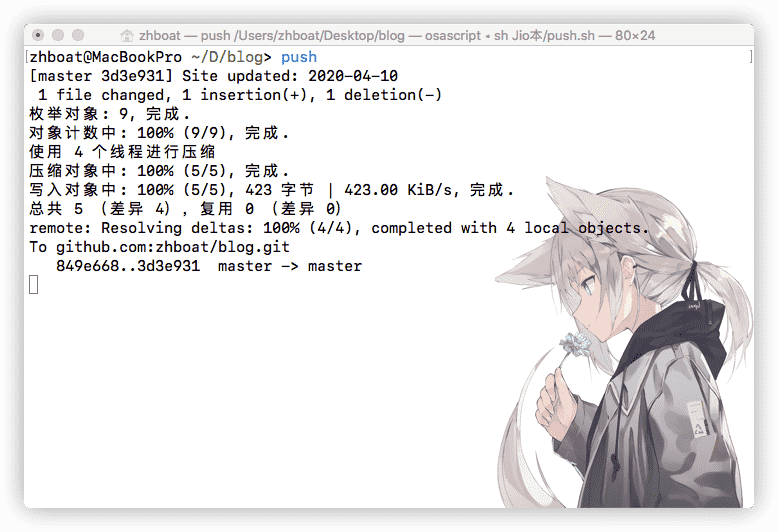 zhboat — push /Users/zhboat/Desktop/blog — osascript ◂ sh Jio本/push.sh — 80×24
zhboat@MacBookPro ~/D/blog> push
[master 3d3e931] Site updated: 2020-04-10
 1 file changed, 1 insertion(+), 1 deletion(-)
枚举对象: 9, 完成.
对象计数中: 100% (9/9), 完成.
使用 4 个线程进行压缩
压缩对象中: 100% (5/5), 完成.
写入对象中: 100% (5/5), 423 字节 | 423.00 KiB/s, 完成.
总共 5 （差异 4），复用 0 （差异 0）
remote: Resolving deltas: 100% (4/4), completed with 4 local objects.
To github.com:zhboat/blog.git
   849e668..3d3e931  master -> master